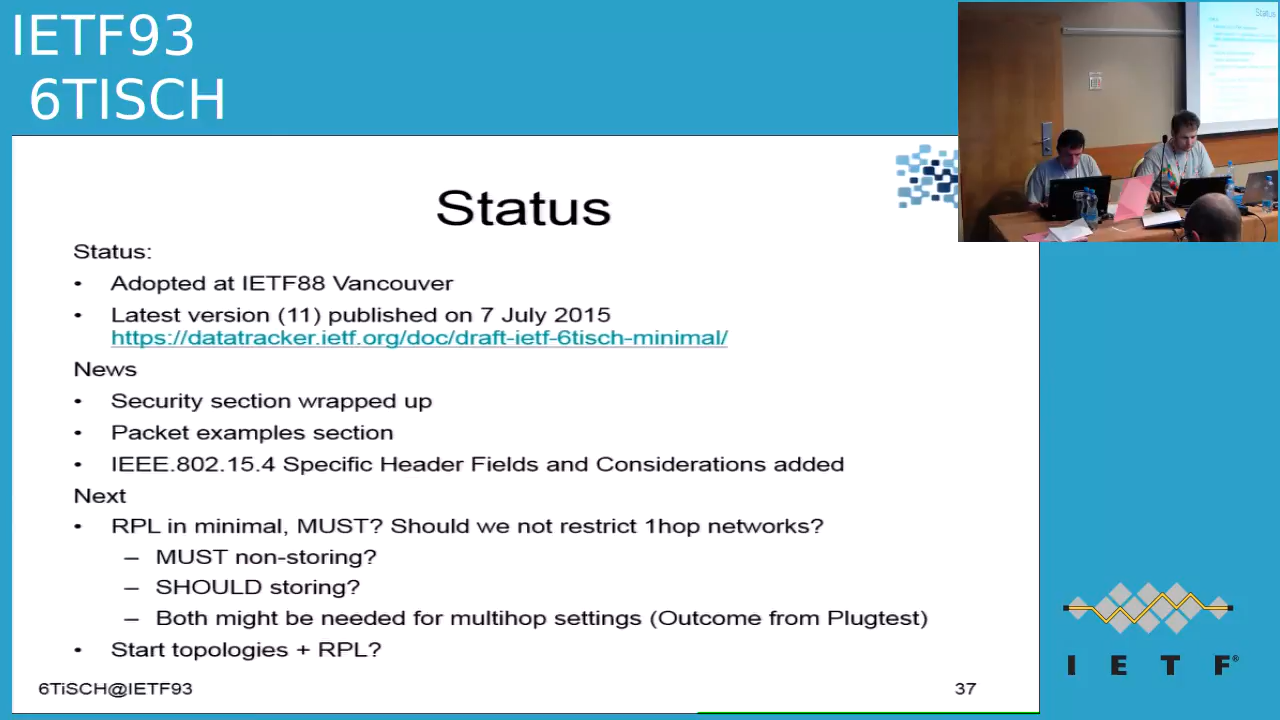 IETF93
6TISCH
Status
Status
Status:
• Adopted at IETF88 Vancouver
• Latest version (11) published on 7 July 2015
https://datatracker.ietf.org/doc/draft-ietf-6tisch-minimal/
News
• Security section wrapped up
• Packet examples section
• IEEE.802.15.4 Specific Header Fields and Considerations added
Next
• RPL in minimal, MUST? Should we not restrict 1hop networks?
– MUST non-storing?
– SHOULD storing?
– Both might be needed for multihop settings (Outcome from Plugtest)
• Start topologies + RPL?
6TiSCH@IETF93
37
I E T F®